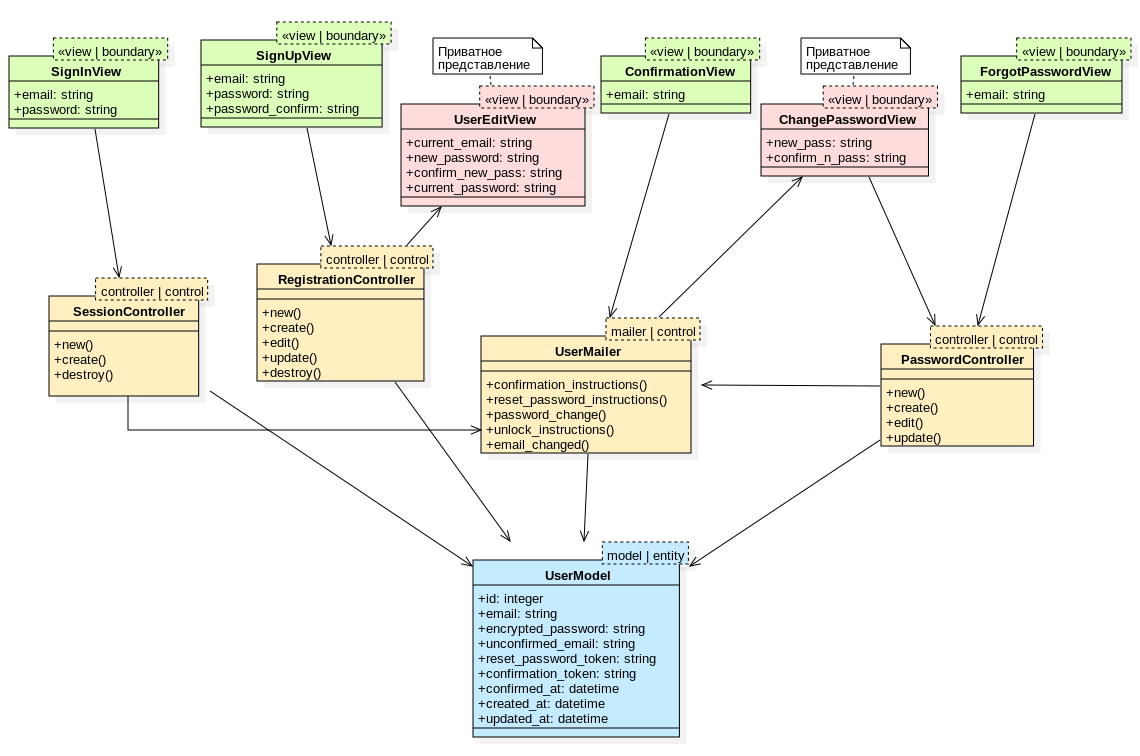 «view | boundary»
SignInView
+email: string
+password: string
«view | boundary»
SignUpView
+email: string
+password: string
+password_confirm: string
Приватное
представление
«view | boundary»
UserEditView
+current_email: string
+new_password: string
+confirm_new_pass: string
+current_password: string
«view | boundary»
ConfirmationView
+email: string
Приватное
представление
«view | boundary»
ChangePasswordView
+new_pass: string
+confirm_n_pass: string
«view | boundary»
ForgotPasswordView
+email: string
controller | control
SessionController
+new()
+create()
+destroy()
controller | control
RegistrationController
+new()
+create()
+edit()
+update()
+destroy()
mailer | control
UserMailer
+confirmation_instructions()
+reset_password_instructions()
+password_change()
+unlock_instructions()
+email_changed()
controller | control
PasswordController
+new()
+create()
+edit()
+update()
model | entity
UserModel
+id: integer
+email: string
+encrypted_password: string
+unconfirmed_email: string
+reset_password_token: string
+confirmation_token: string
+confirmed_at: datetime
+created_at: datetime
+updated_at: datetime